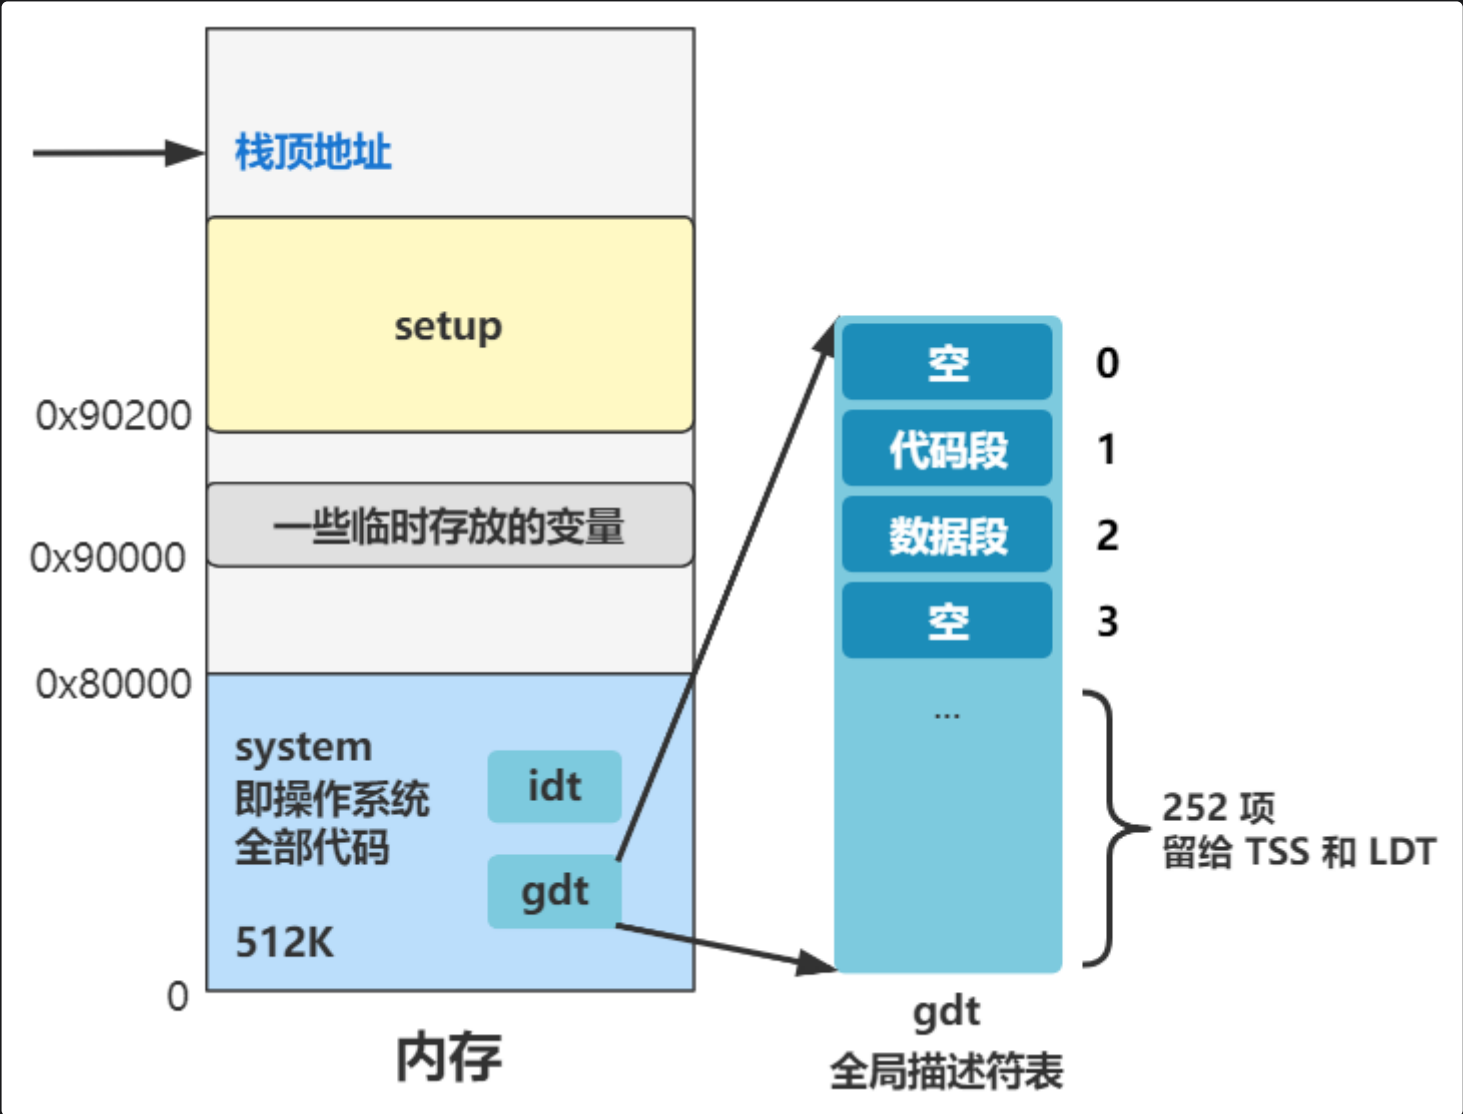 栈顶地址
setup
0x90200
一些临时存放的变量
0x90000
0x80000
system
即操作系统
全部代码
512K
idt
gdt
0
内存
空 0
代码段 1
数据段 2
空 3
...
252 项
留给 TSS 和 LDT
gdt
全局描述符表